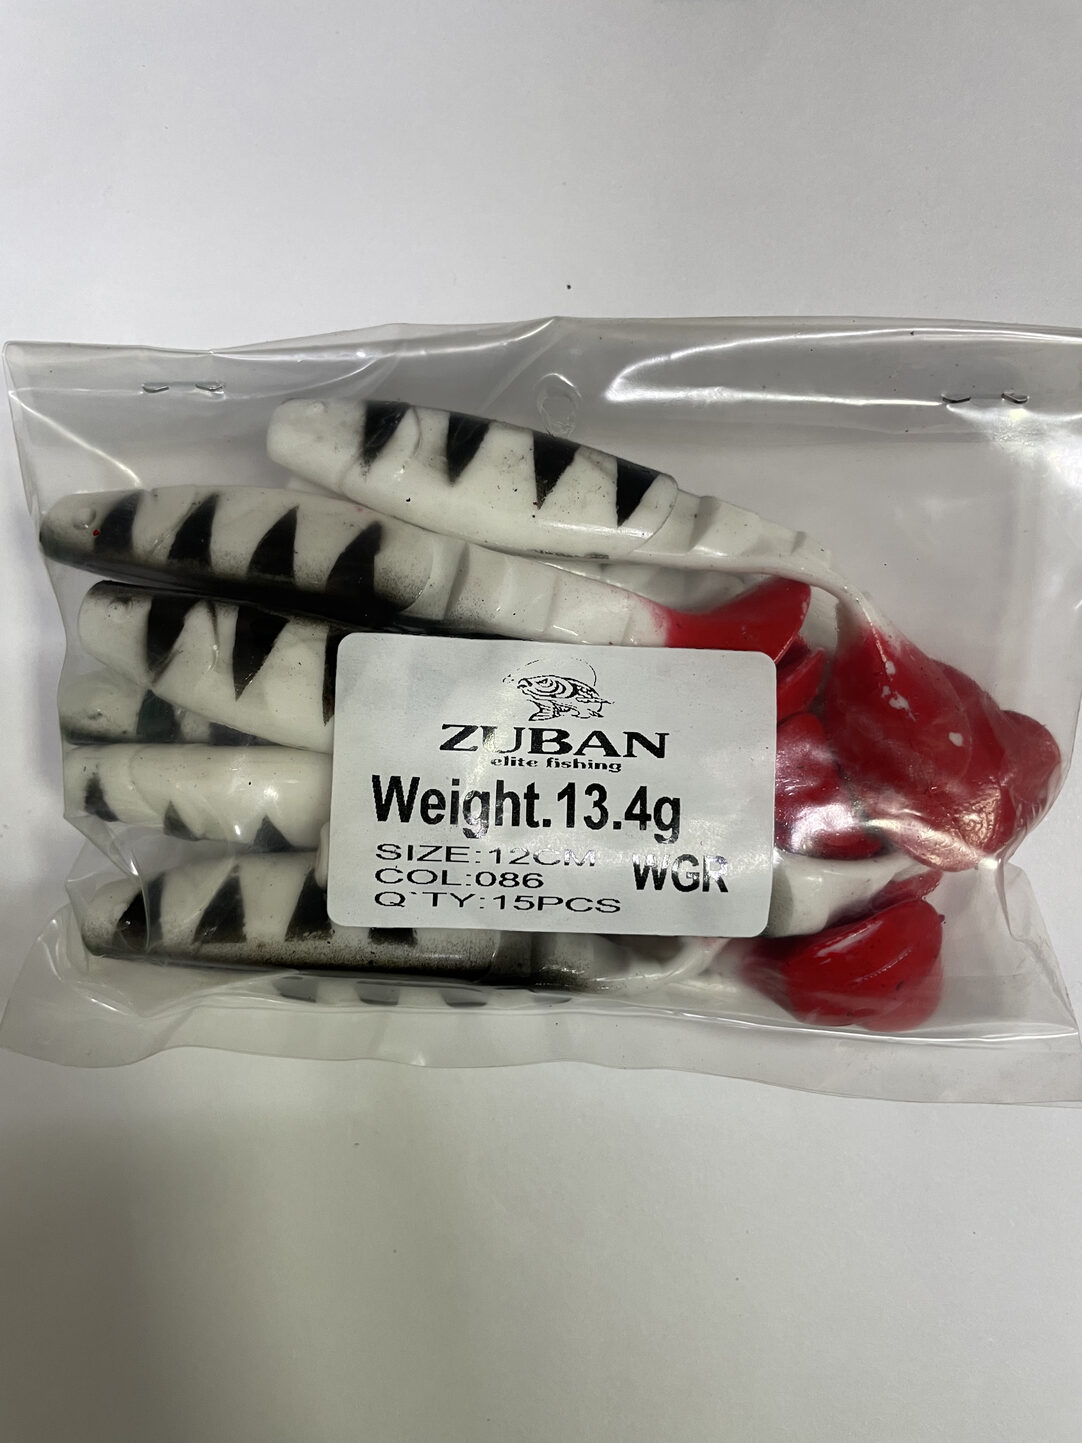 ZUBAN
elite fishing
Weight.13.4g
SIZE:12CM WGR
COL:086
Q`TY:15PCS